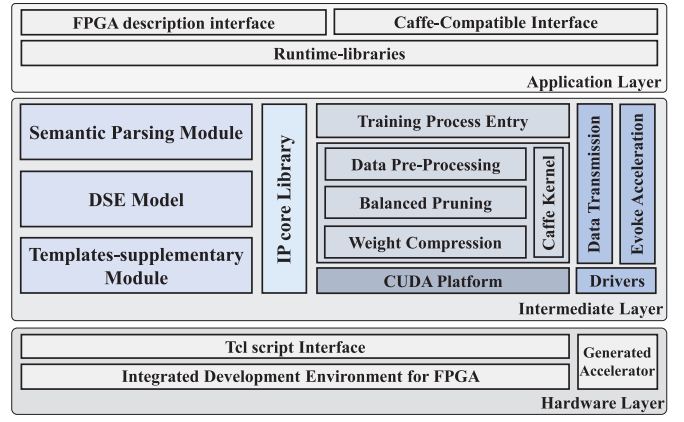 FPGA description interface
Caffe-Compatible Interface
Runtime-libraries
Application Layer
Semantic Parsing Module
DSE Model
Templates-supplementary
Module
IP core Library
Training Process Entry
Data Pre-Processing
Balanced Pruning
Weight Compression
Caffe Kernel
CUDA Platform
Data Transmission
Evoke Acceleration
Drivers
Intermediate Layer
Tcl script Interface
Integrated Development Environment for FPGA
Generated
Accelerator
Hardware Layer